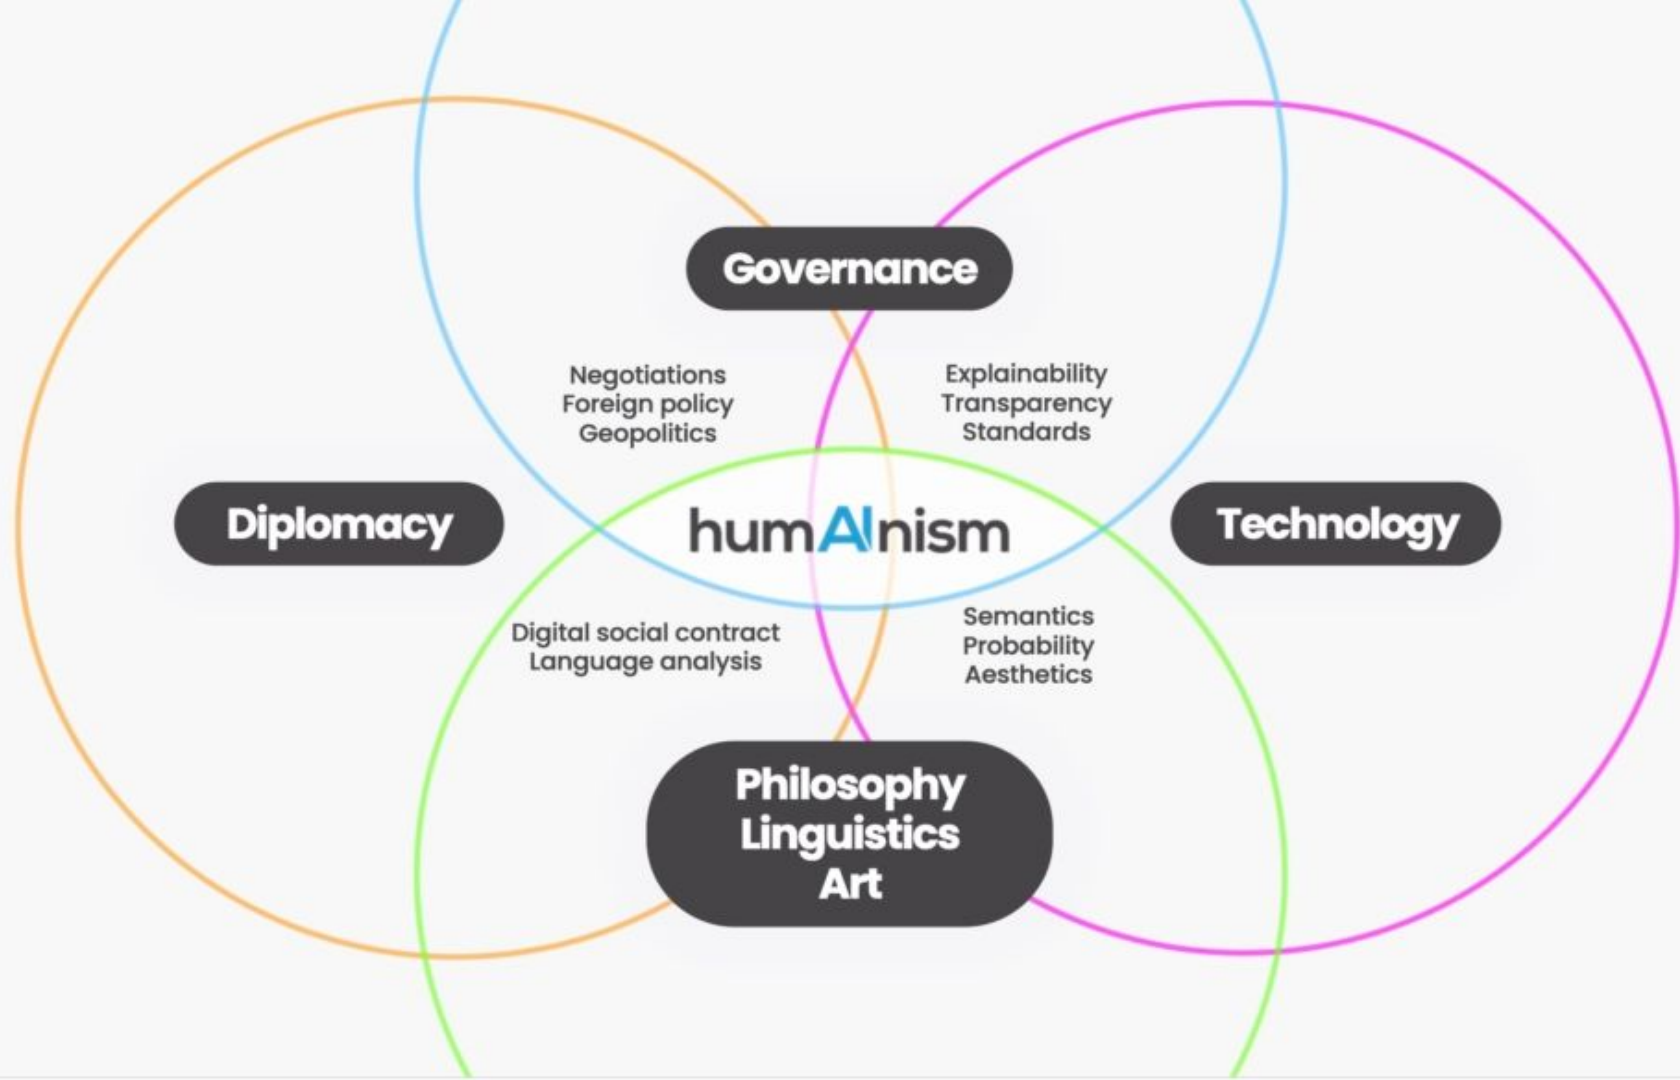 Governance
Negotiations
Foreign policy
Geopolitics
Explainability
Transparency
Standards
Diplomacy
humAInism
Technology
Digital social contract
Language analysis
Semantics
Probability
Aesthetics
Philosophy
Linguistics
Art